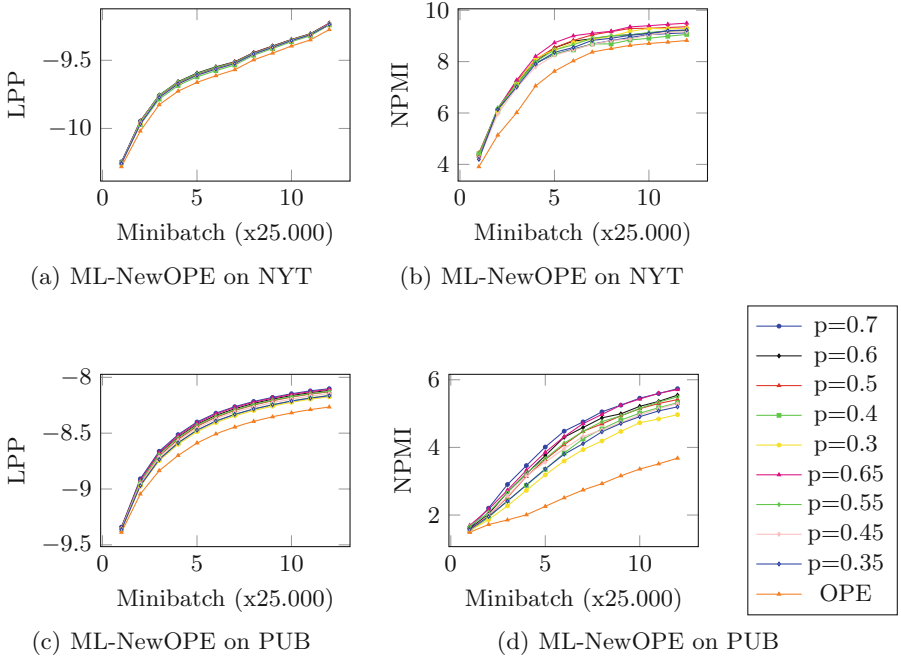 −9.5
−10
LPP
0
5
10
Minibatch (x25.000)
(a) ML-NewOPE on NYT
10
8
6
4
NPMI
0
5
10
Minibatch (x25.000)
(b) ML-NewOPE on NYT
−8
−8.5
−9
−9.5
LPP
0
5
10
Minibatch (x25.000)
(c) ML-NewOPE on PUB
6
4
2
NPMI
0
5
10
Minibatch (x25.000)
(d) ML-NewOPE on PUB
p=0.7
p=0.6
p=0.5
p=0.4
p=0.3
p=0.65
p=0.55
p=0.45
p=0.35
OPE